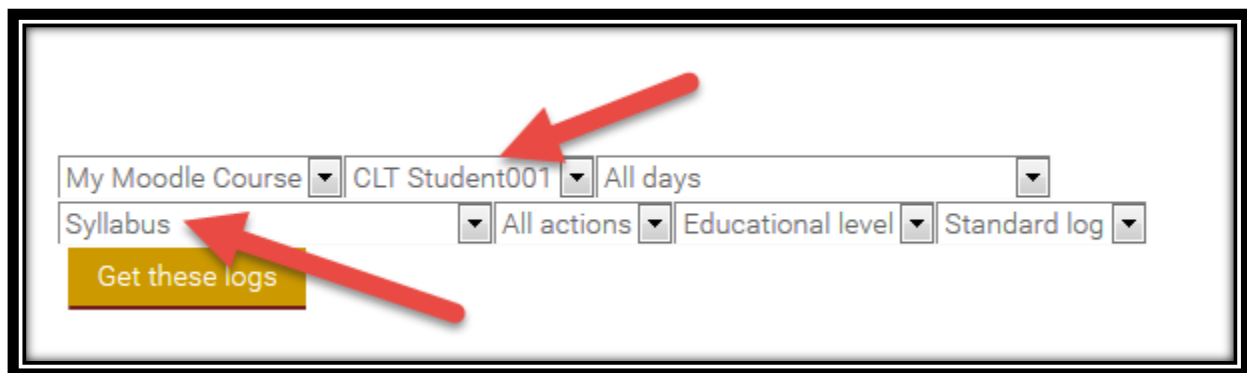 My Moodle Course CLT Student001 All days
Syllabus All actions Educational level Standard log
Get these logs